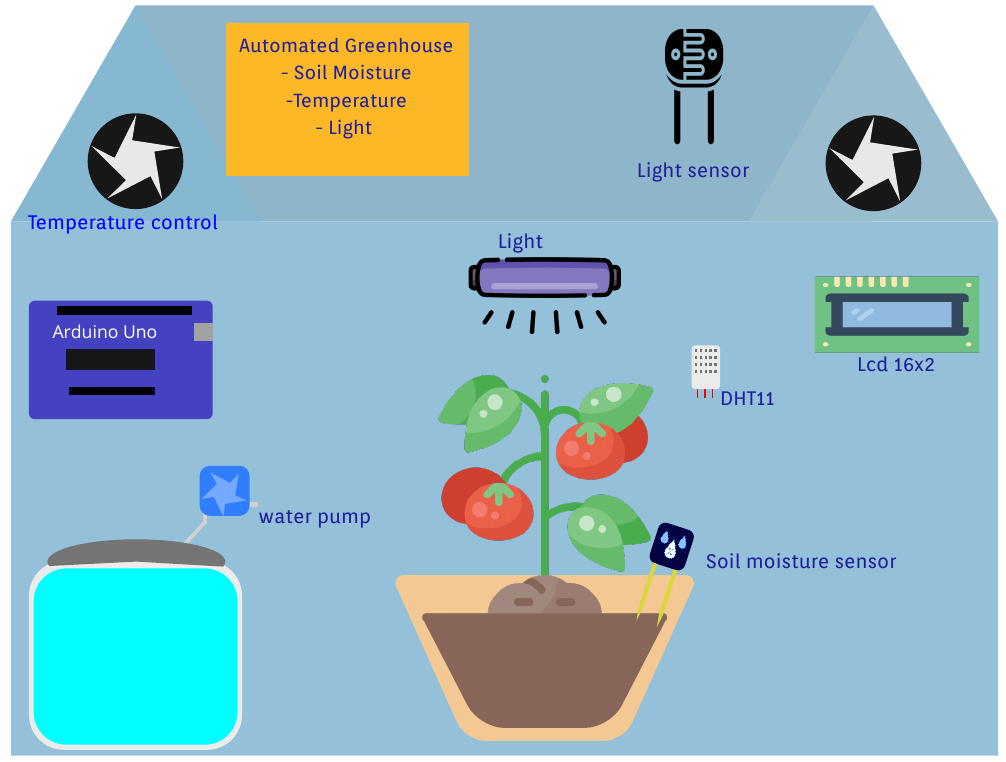 Automated Greenhouse
- Soil Moisture
-Temperature
- Light
Light sensor
Temperature control
Light
Arduino Uno
Lcd 16x2
DHT11
water pump
Soil moisture sensor